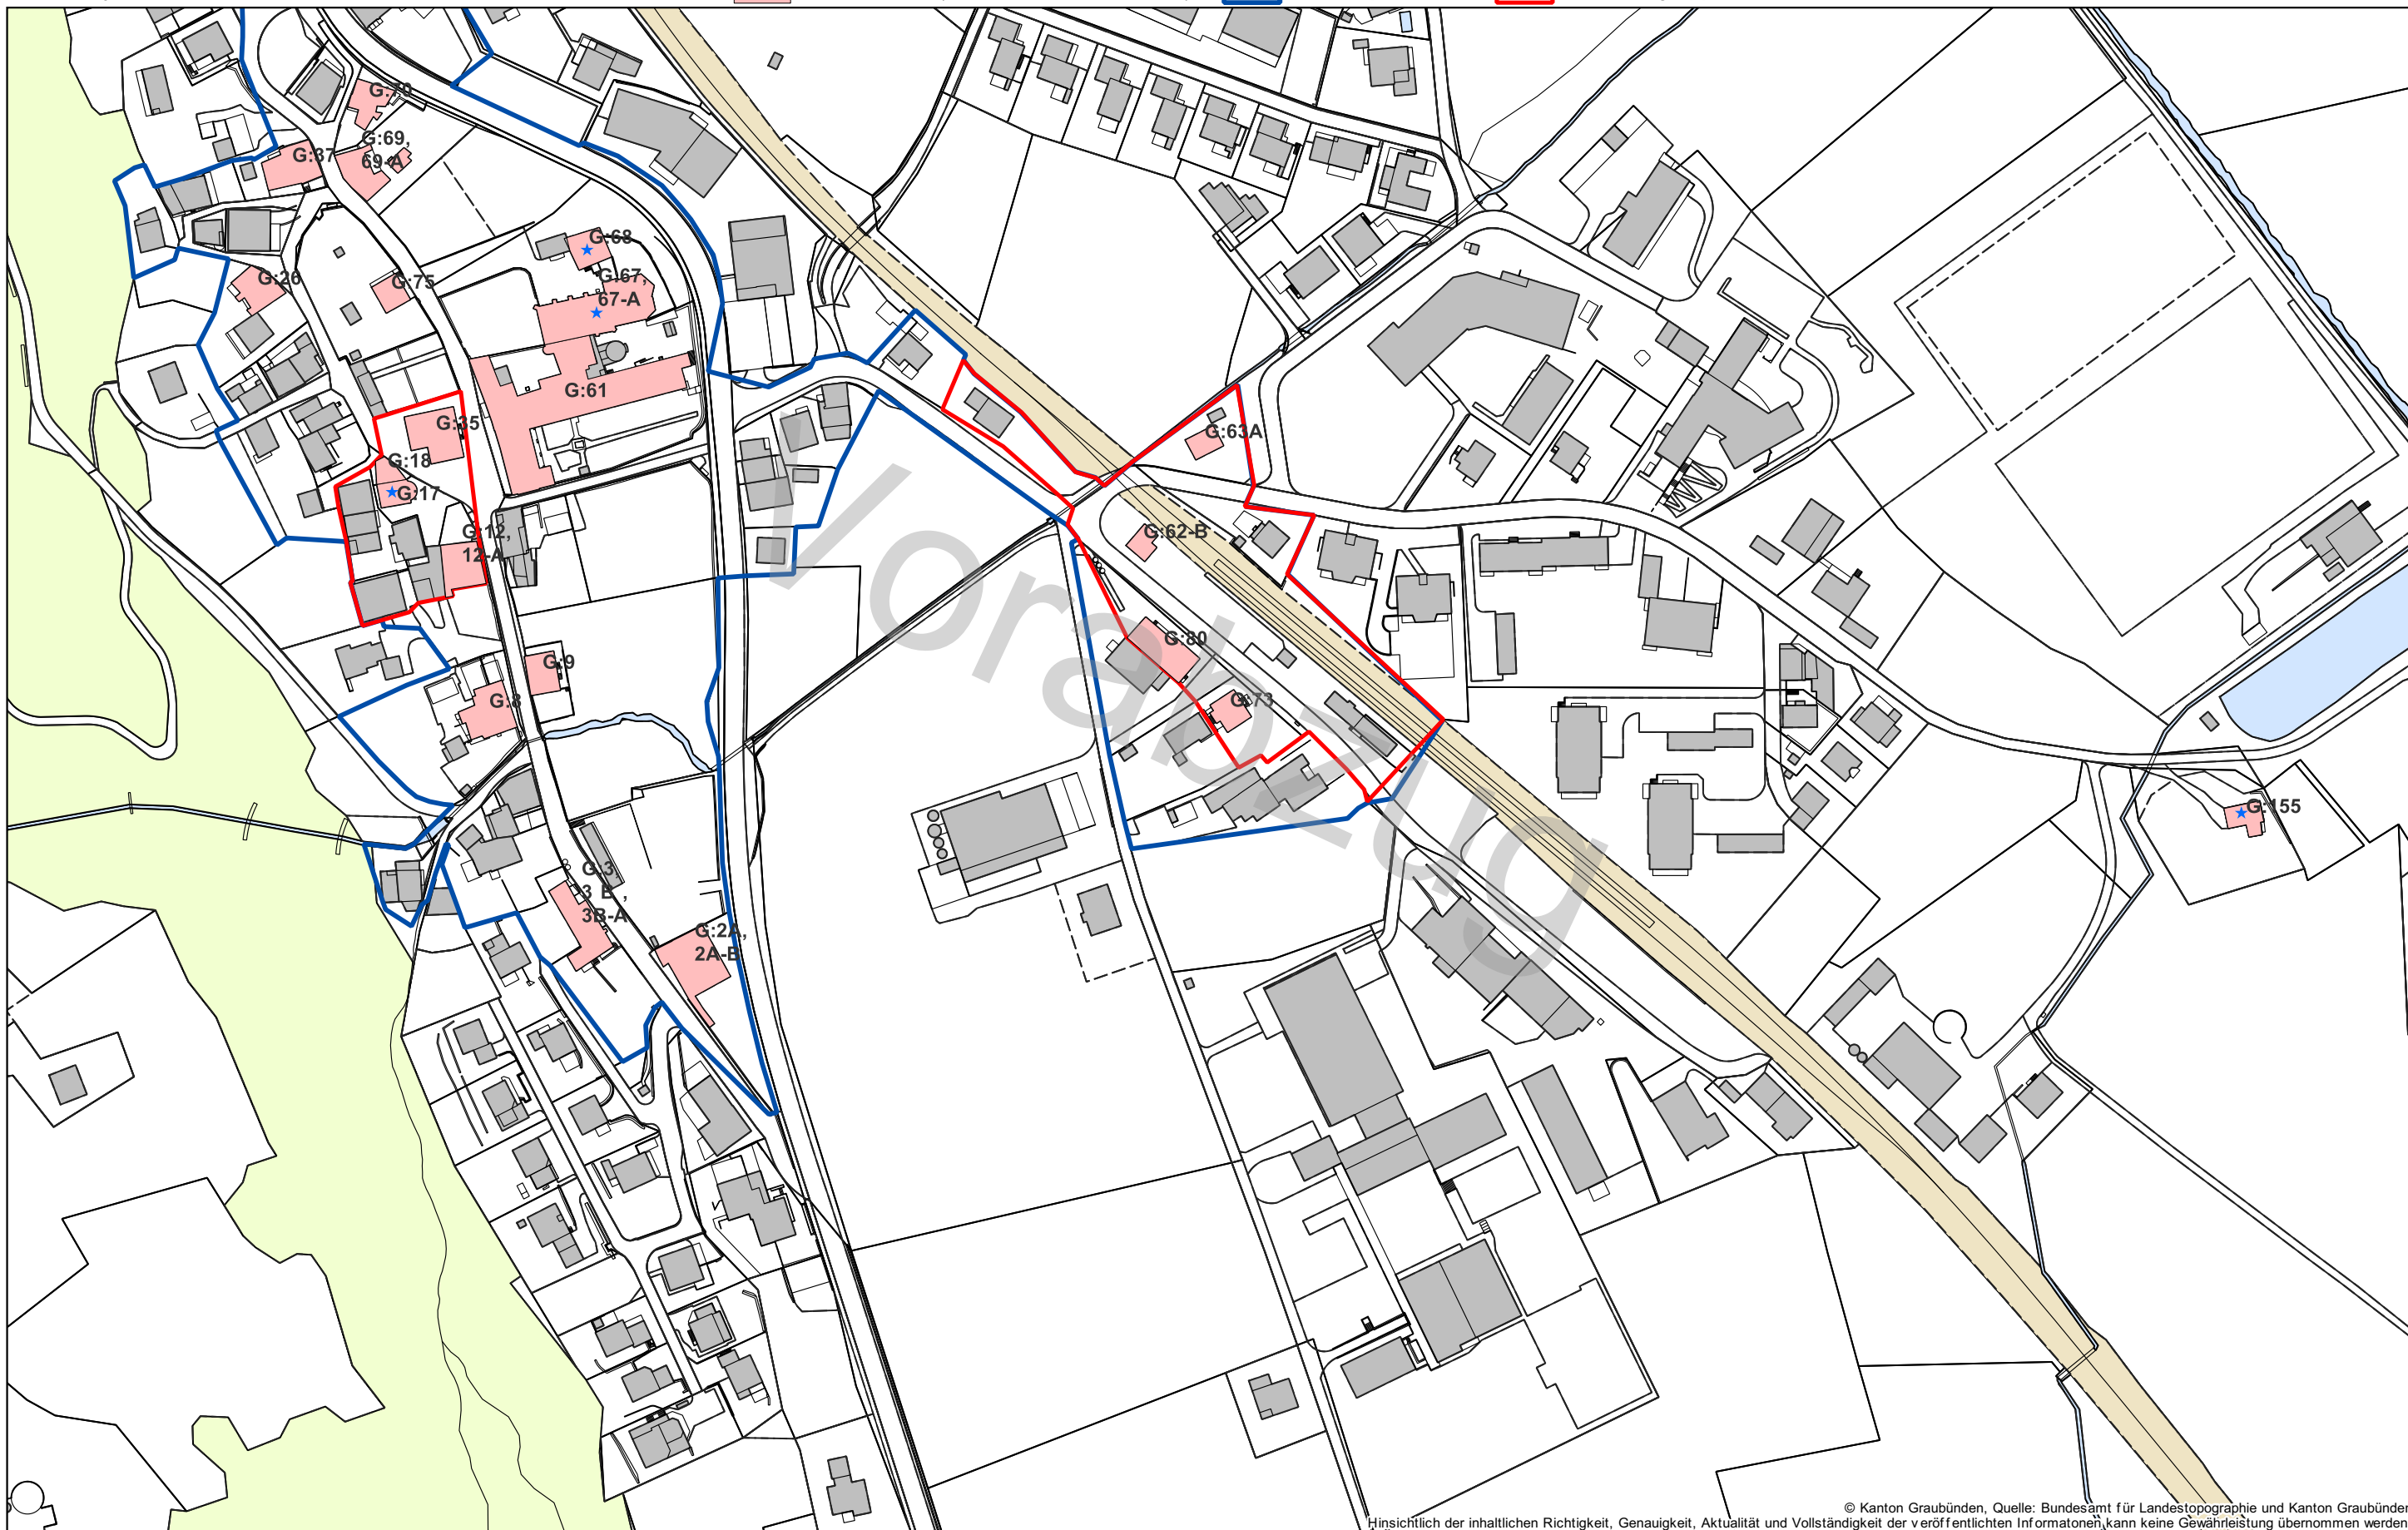 G:70
G:69,
69-A
G:37
G:68
G:67,
67-A
G:26
G:75
G:61
G:35
G:18
G:17
G:63A
G:12,
12-A
G:62-B
G:80
G:9
G:8
G:73
G:155
G:3,
3 B ,
3B-A
G:2A,
2A-B
Vorabzug
© Kanton Graubünden, Quelle: Bundesamt für Landestopographie und Kanton Graubünden
Hinsichtlich der inhaltlichen Richtigkeit, Genauigkeit, Aktualität und Vollständigkeit der veröffentlichten Informatonen kann keine Gewährleistung übernommen werden